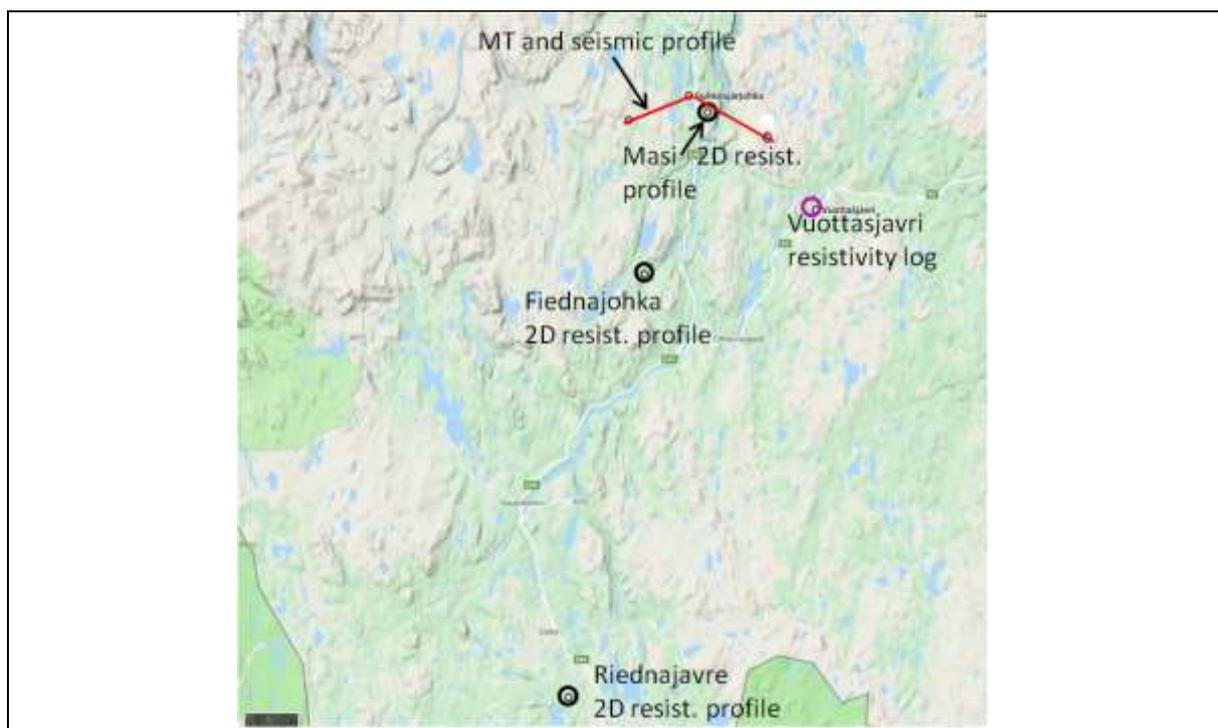 MT and seismic profile
Masi 2D resist.
profile
Vuottasjavri
resistivity log
Fiednajohka
2D resist. profile
Riednajavre
2D resist. profile